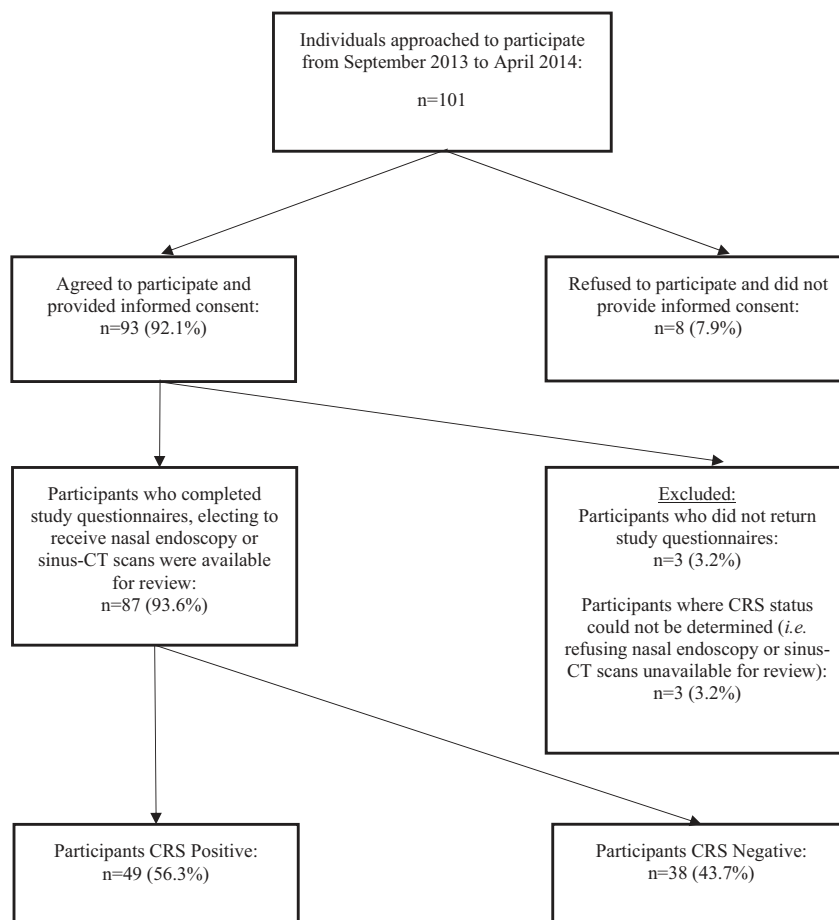 Individuals approached to participate
from September 2013 to April 2014:
n=101
Agreed to participate and
provided informed consent:
n=93 (92.1%)
Refused to participate and did not
provide informed consent:
n=8 (7.9%)
Participants who completed
study questionnaires, electing to
receive nasal endoscopy or
sinus-CT scans were available
for review:
n=87 (93.6%)
Excluded:
Participants who did not return
study questionnaires:
n=3 (3.2%)
Participants where CRS status
could not be determined (i.e.
refusing nasal endoscopy or sinus-
CT scans unavailable for review):
n=3 (3.2%)
Participants CRS Positive:
n=49 (56.3%)
Participants CRS Negative:
n=38 (43.7%)